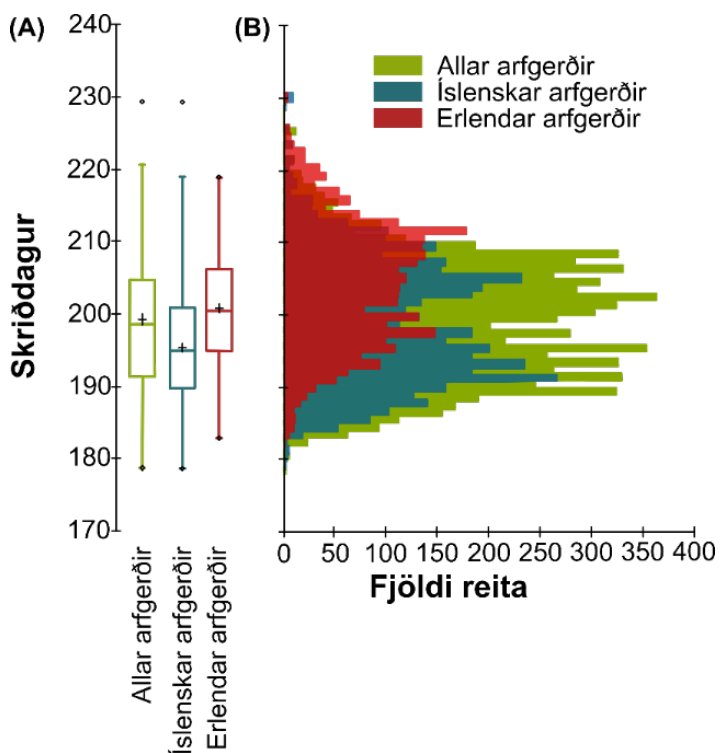 (A)
(B)
Allar arfgerðir
Íslenskar arfgerðir
Erlendar arfgerðir
Skriðdagur
240
230
220
210
200
190
180
170
0 50 100 150 200 250 300 350 400
Fjöldi reita
Allar arfgerðir
Íslenskar arfgerðir
Erlendar arfgerðir